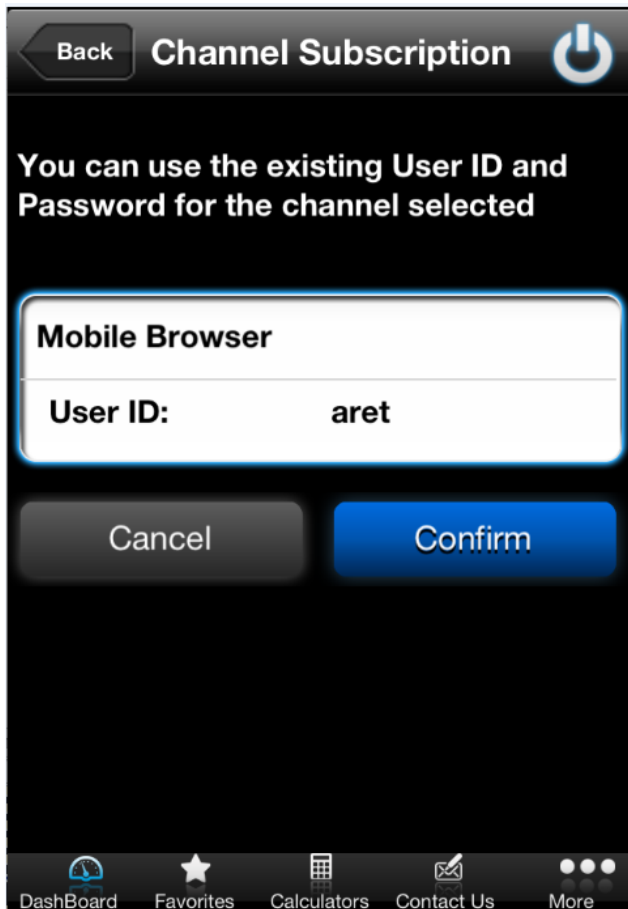 Back Channel Subscription
You can use the existing User ID and
Password for the channel selected
Mobile Browser
User ID: aret
Cancel Confirm
DashBoard Favorites Calculators Contact Us More